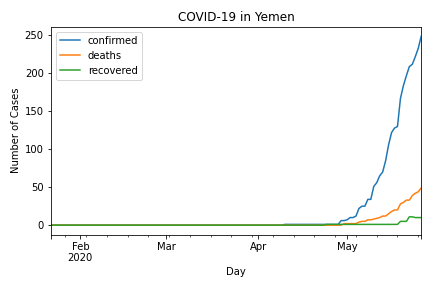 COVID-19 in Yemen
confirmed
deaths
recovered
Number of Cases
250
200
150
100
50
0
Feb
2020
Mar
Apr
May
Day